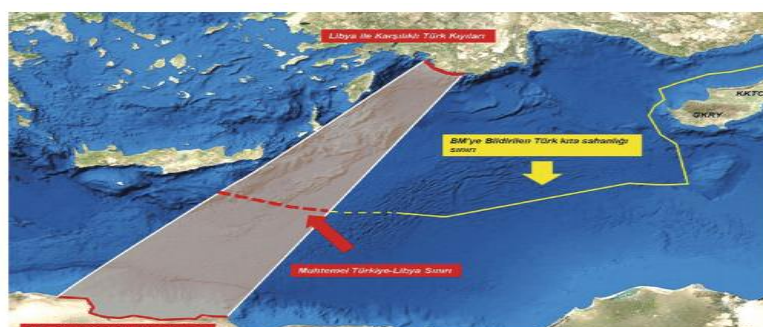 Libya ile Karşılıklı Türk Kıyıları
KKTC
GKRY
BM'ye Bildirilen Türk kıta sahanlığı
sınırı
Muhtemel Türkiye-Libya Sınırı